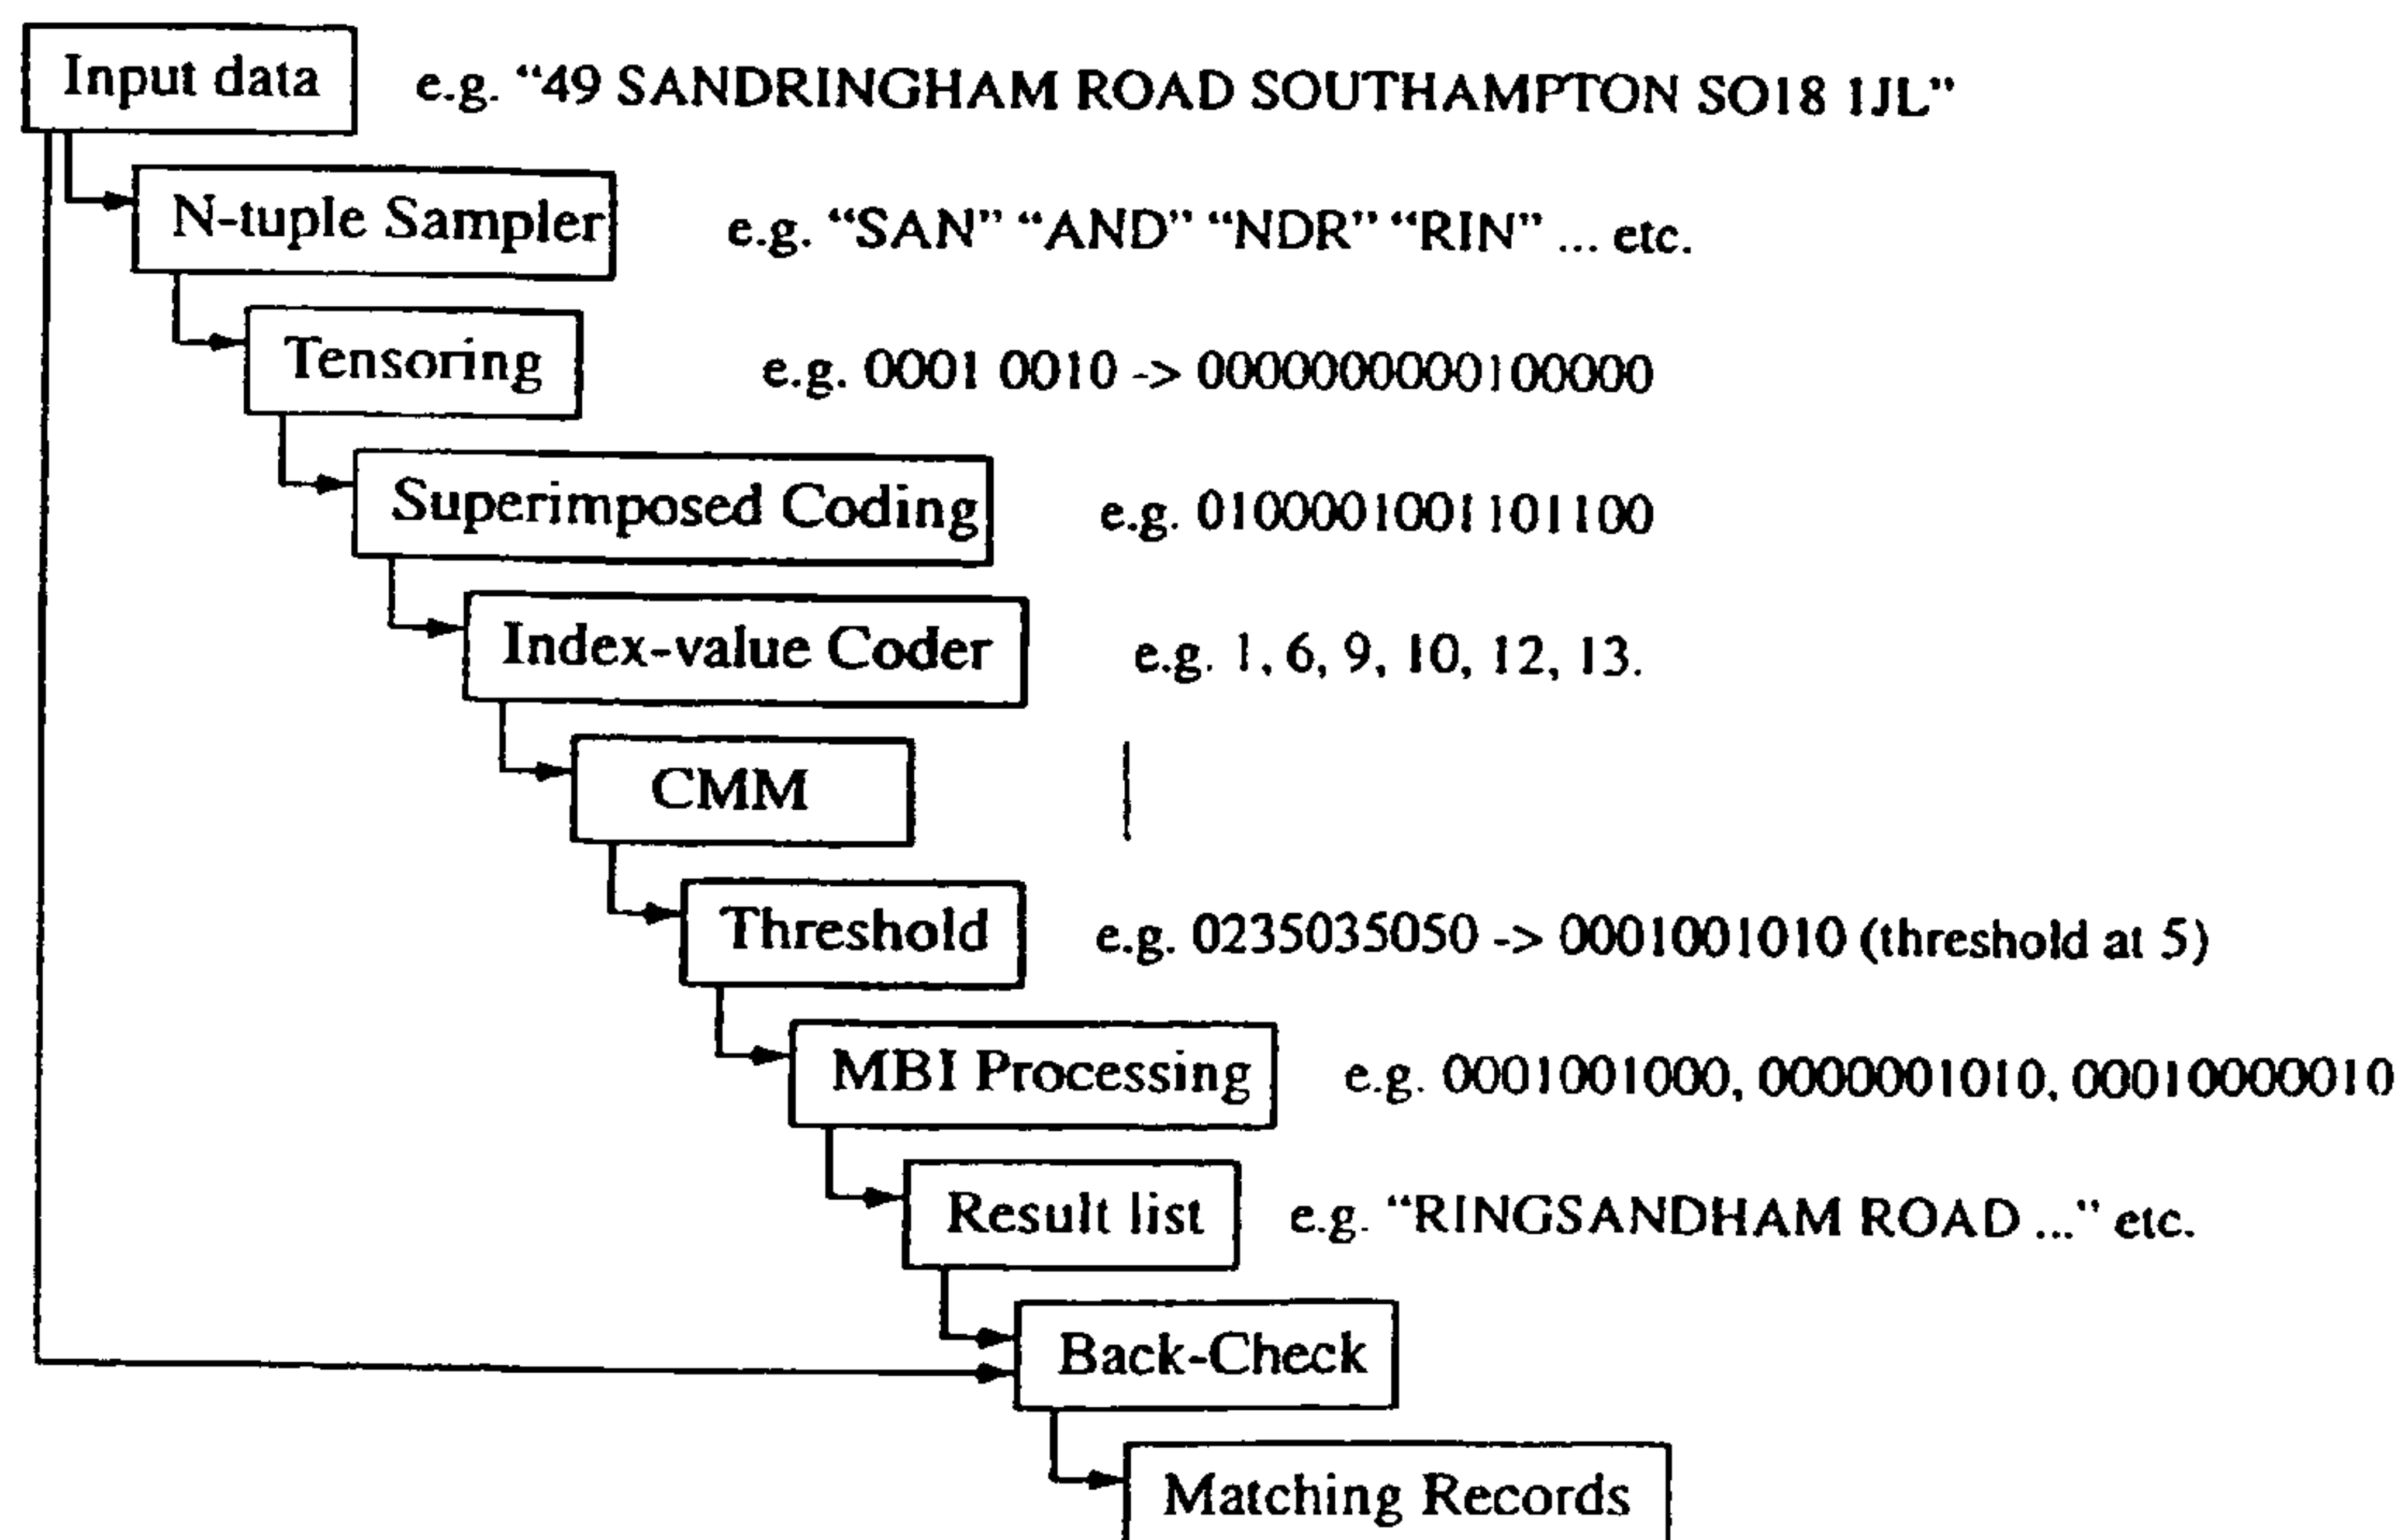 Input data e.g. “49 SANDRINGHAM ROAD SOUTHAMPTON SO18 1JL”
N-tuple Sampler e.g. “SAN” “AND” “NDR” “RIN” ... etc.
Tensoring e.g. 0001 0010 -> 0000000000100000
Superimposed Coding e.g. 0100001001101100
Index-value Coder e.g. 1, 6, 9, 10, 12, 13.
CMM
Threshold e.g. 0235035050 -> 0001001010 (threshold at 5)
MBI Processing e.g. 0001001000, 0000001010, 00010000010
Result list e.g. “RINGSANDHAM ROAD ...” etc.
Back-Check
Matching Records